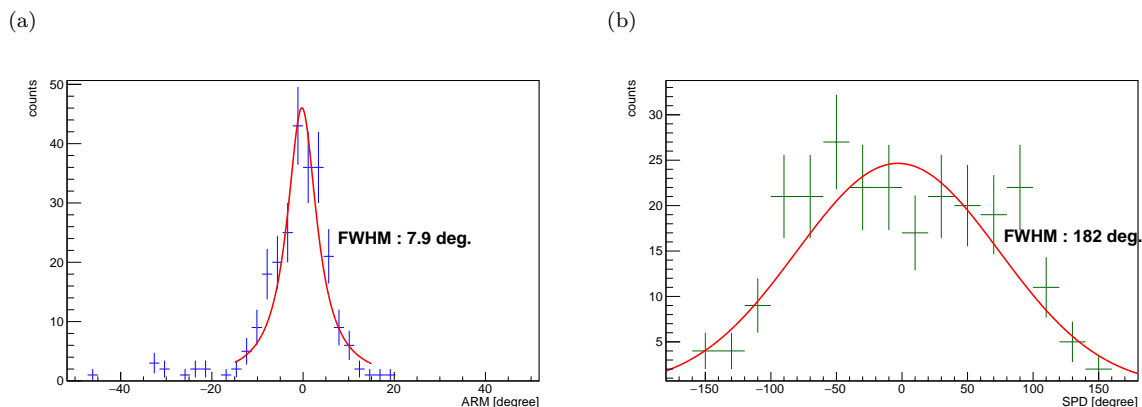 (a)
(b)
counts
50
40
30
20
10
0
FWHM : 7.9 deg.
−40 −20 0 20 40
ARM [degree]
counts
30
25
20
15
10
5
FWHM : 182 deg.
−150 −100 −50 0 50 100 150
SPD [degree]